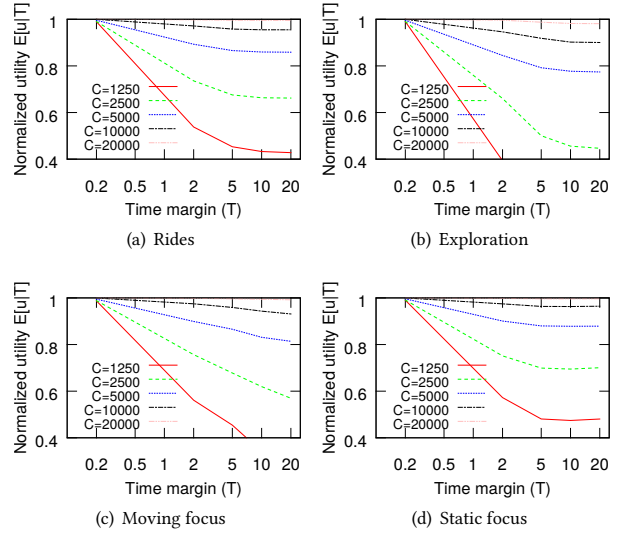 Normalized utility E[u|T]
1
0.8
0.6
0.4
C=1250
C=2500
C=5000
C=10000
C=20000
0.2 0.5 1 2 5 10 20
Time margin (T)
(a) Rides
Normalized utility E[u|T]
1
0.8
0.6
0.4
C=1250
C=2500
C=5000
C=10000
C=20000
0.2 0.5 1 2 5 10 20
Time margin (T)
(b) Exploration
Normalized utility E[u|T]
1
0.8
0.6
0.4
C=1250
C=2500
C=5000
C=10000
C=20000
0.2 0.5 1 2 5 10 20
Time margin (T)
(c) Moving focus
Normalized utility E[u|T]
1
0.8
0.6
0.4
C=1250
C=2500
C=5000
C=10000
C=20000
0.2 0.5 1 2 5 10 20
Time margin (T)
(d) Static focus